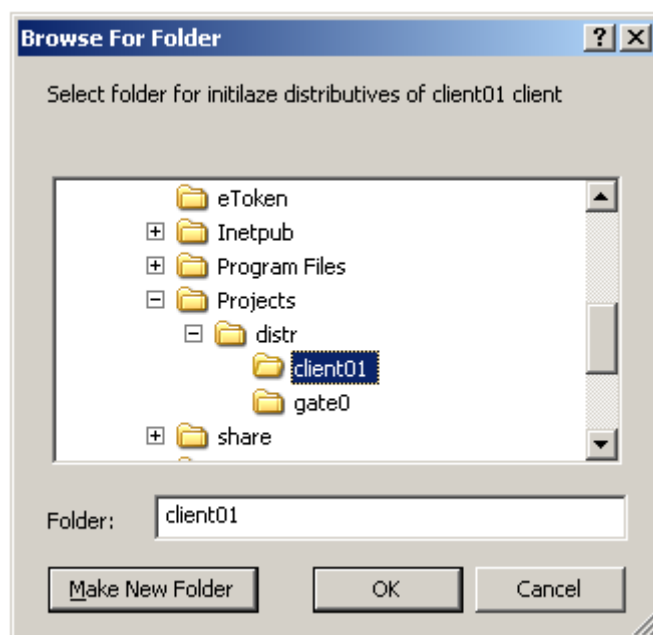 Browse For Folder
Select folder for initilaze distributives of client01 client
eToken
Inetpub
Program Files
Projects
distr
client01
gate0
share
Folder: client01
Make New Folder OK Cancel